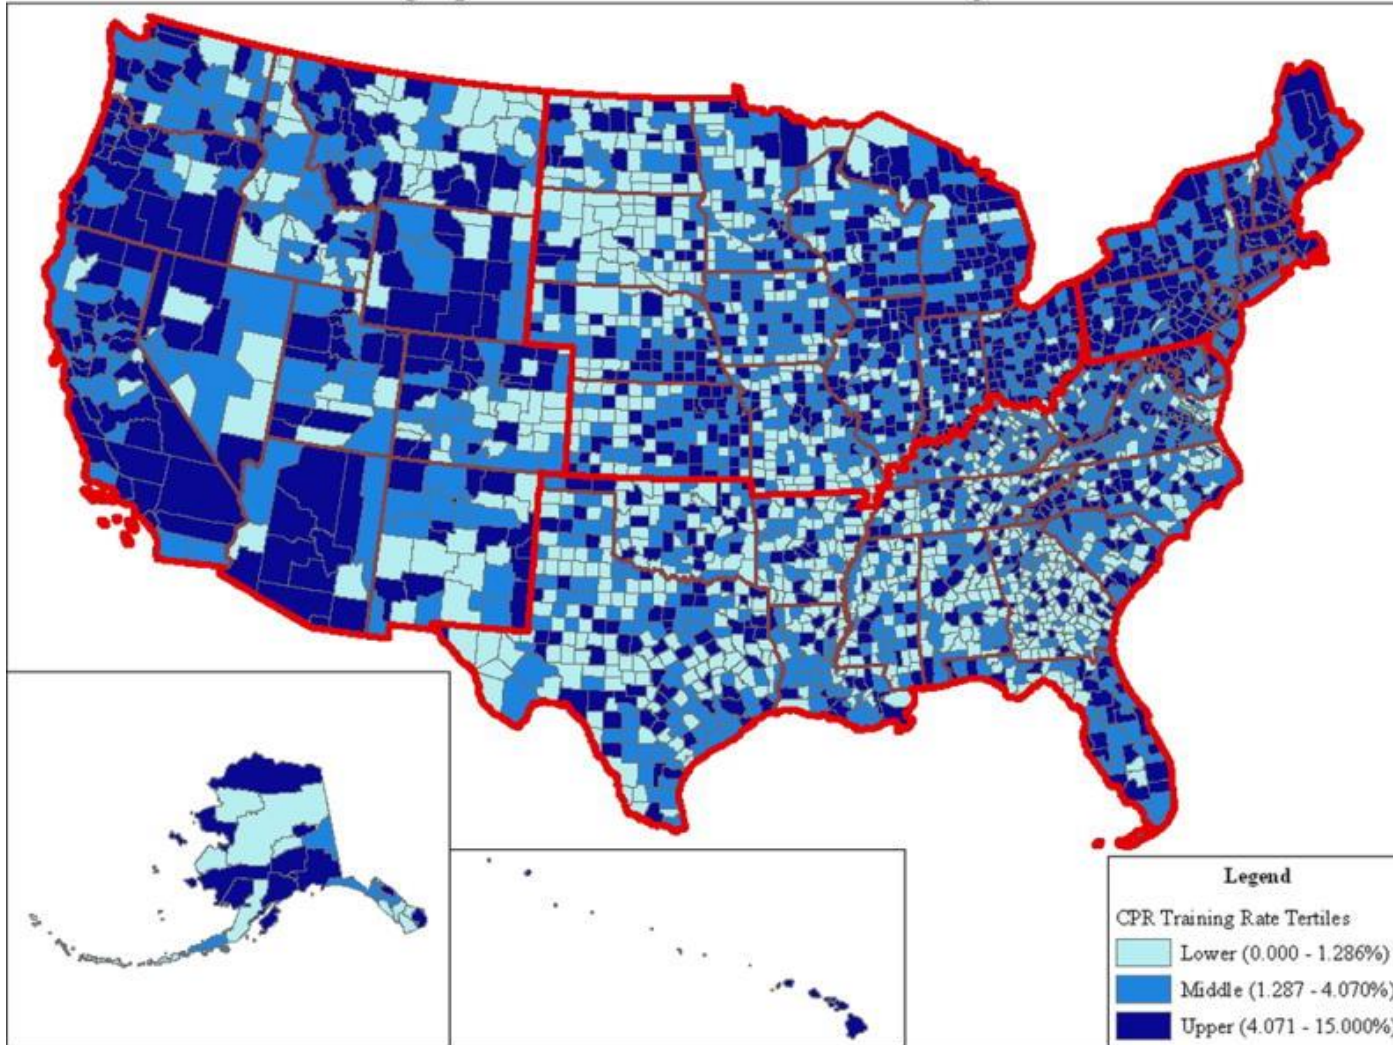 Legend
CPR Training Rate Tertiles
Lower (0.000 - 1.286%)
Middle (1.287 - 4.070%)
Upper (4.071 - 15.000%)